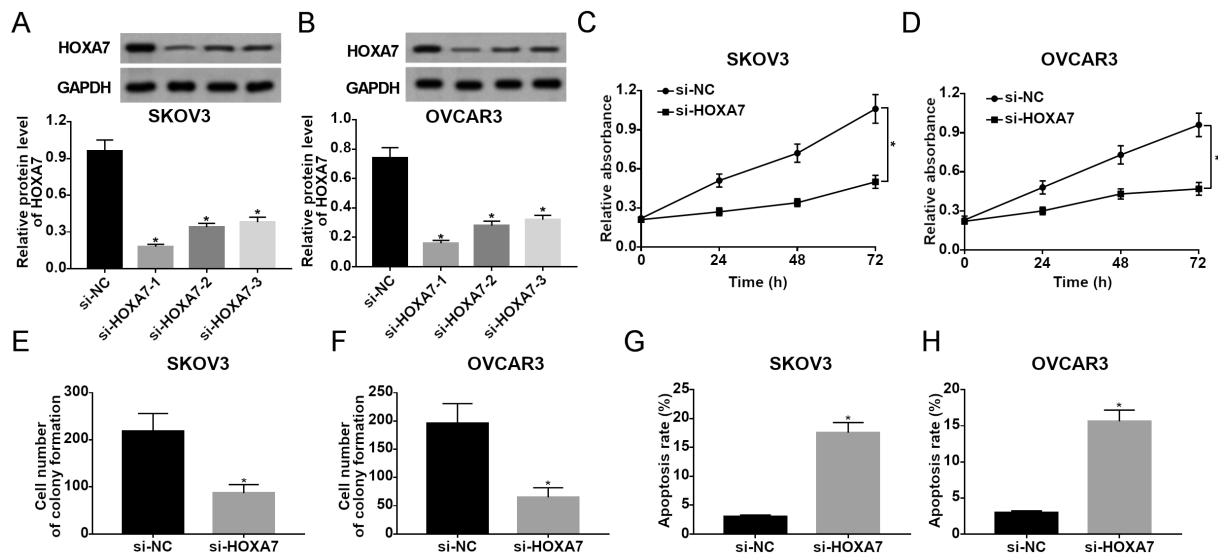 A
HOXA7
GAPDH
SKOV3
Relative protein level
of HOXA7
1.2
0.9
0.6
0.3
0.0
*
*
*
si-NC
si-HOXA7-1
si-HOXA7-2
si-HOXA7-3
B
HOXA7
GAPDH
OVCAR3
Relative protein level
of HOXA7
1.0
0.8
0.6
0.4
0.2
0.0
*
*
*
si-NC
si-HOXA7-1
si-HOXA7-2
si-HOXA7-3
C
SKOV3
si-NC
si-HOXA7
Relative absorbance
1.2
0.9
0.6
0.3
0.0
*
0 24 48 72
Time (h)
D
OVCAR3
si-NC
si-HOXA7
Relative absorbance
1.2
0.9
0.6
0.3
0.0
*
0 24 48 72
Time (h)
E
SKOV3
Cell number
of colony formation
300
200
100
0
*
si-NC si-HOXA7
F
OVCAR3
Cell number
of colony formation
250
200
150
100
50
0
*
si-NC si-HOXA7
G
SKOV3
Apoptosis rate (%)
25
20
15
10
5
0
*
si-NC si-HOXA7
H
OVCAR3
Apoptosis rate (%)
20
15
10
5
0
*
si-NC si-HOXA7